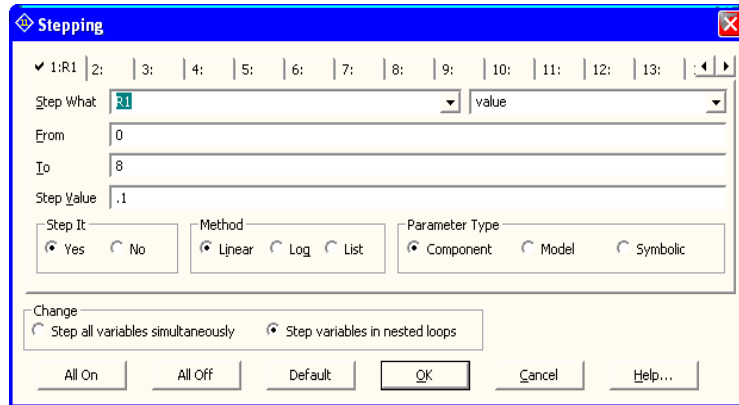 Stepping
1:R1 2: 3: 4: 5: 6: 7: 8: 9: 10: 11: 12: 13:
Step What R1 value
From 0
To 8
Step Value .1
Step It Method Parameter Type
Yes No Linear Log List Component Model Symbolic
Change
Step all variables simultaneously Step variables in nested loops
All On All Off Default OK Cancel Help...